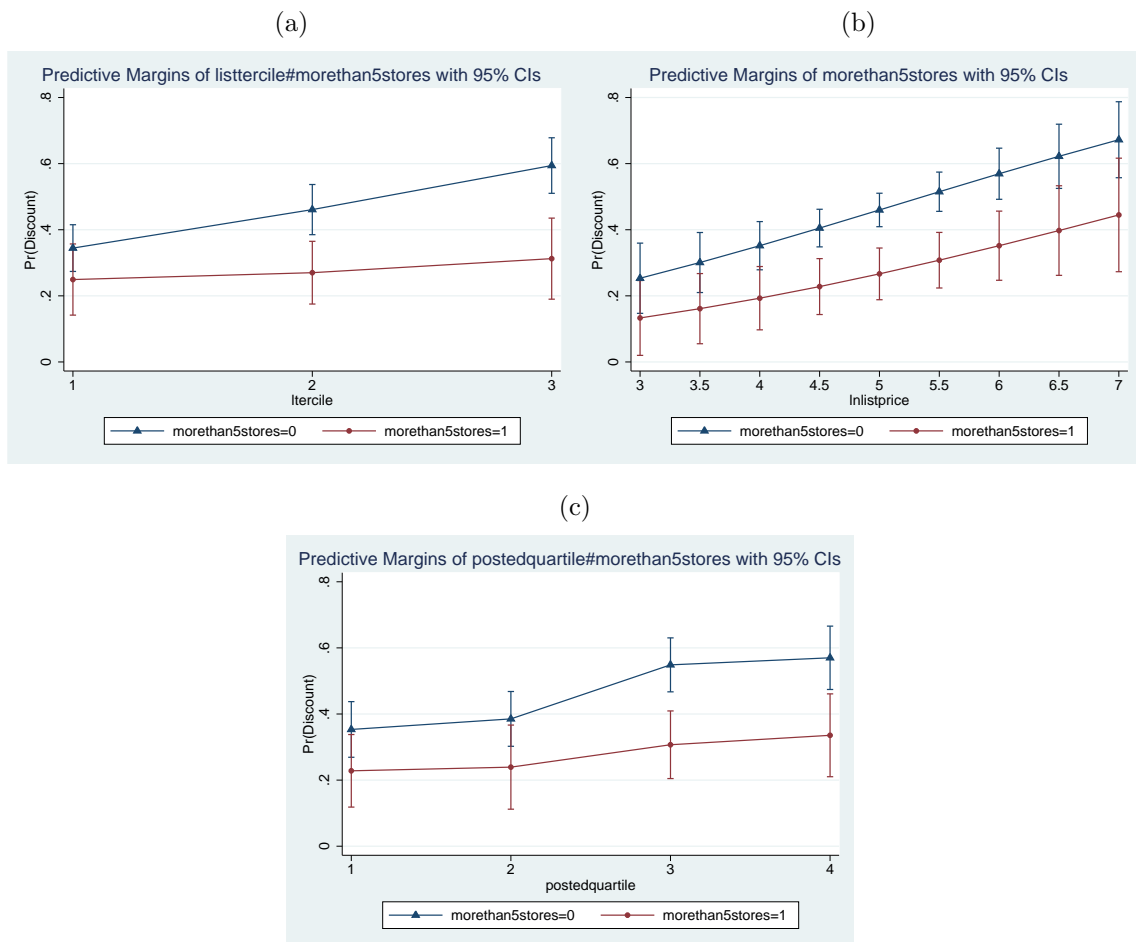 (a)
(b)
Predictive Margins of listtercile#morethan5stores with 95% CIs
Pr(Discount)
0 .2 .4 .6 .8
1 2 3
ltercile
morethan5stores=0 morethan5stores=1
Predictive Margins of morethan5stores with 95% CIs
Pr(Discount)
0 .2 .4 .6 .8
3 3.5 4 4.5 5 5.5 6 6.5 7
lnlistprice
morethan5stores=0 morethan5stores=1
(c)
Predictive Margins of postedquartile#morethan5stores with 95% CIs
Pr(Discount)
0 .2 .4 .6 .8
1 2 3 4
postedquartile
morethan5stores=0 morethan5stores=1